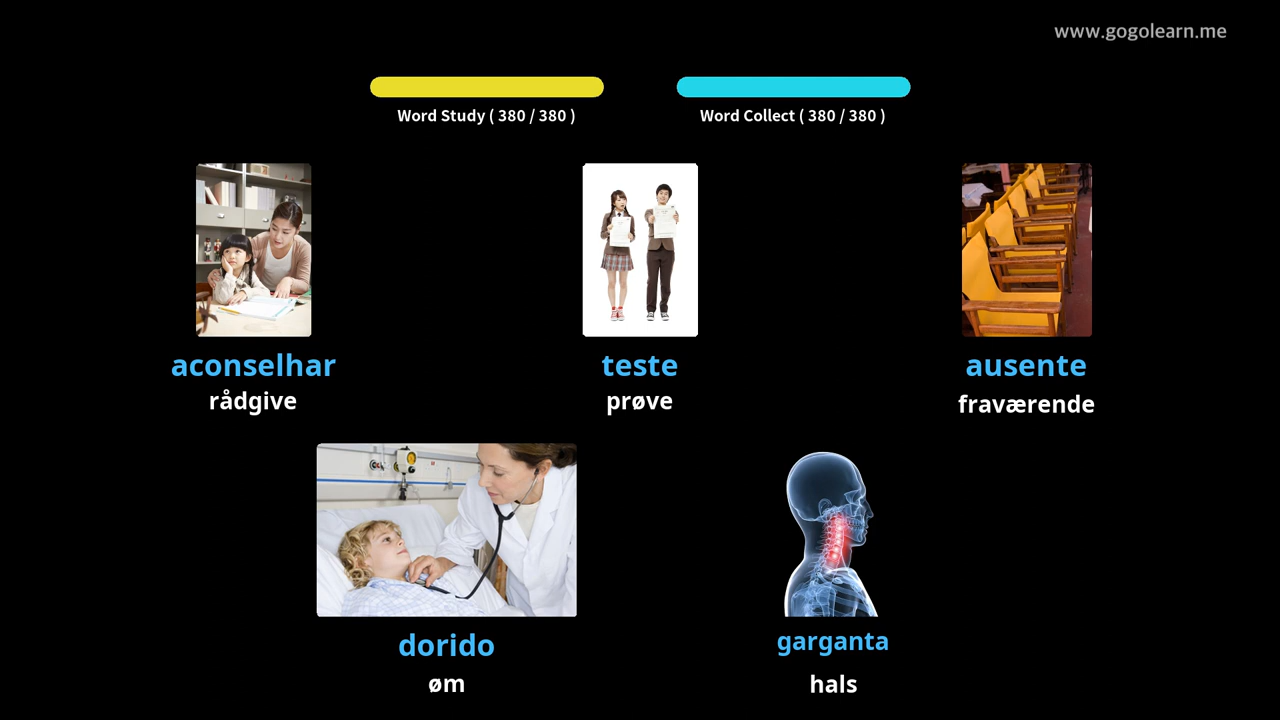 www.gogolearn.me
Word Study ( 380 / 380 )
Word Collect ( 380 / 380 )
aconselhar
rådgive
teste
prøve
ausente
fraværende
dorido
øm
garganta
hals